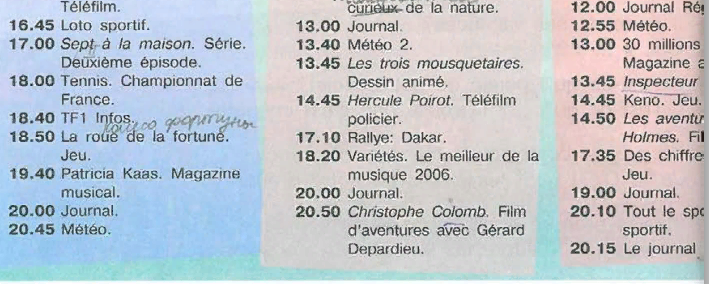 Téléfilm.
16.45 Loto sportif.
17.00 Sept à la maison. Série.
Deuxième épisode.
18.00 Tennis. Championnat de
France.
18.40 TF1 Infos.
колесо фортуны
18.50 La roue de la fortune.
Jeu.
19.40 Patricia Kaas. Magazine
musical.
20.00 Journal.
20.45 Météo.
curieux de la nature.
13.00 Journal.
13.40 Météo 2.
13.45 Les trois mousquetaires.
Dessin animé.
14.45 Hercule Poirot. Téléfilm
policier.
17.10 Rallye: Dakar.
18.20 Variétés. Le meilleur de la
musique 2006.
20.00 Journal.
20.50 Christophe Colomb. Film
d'aventures avec Gérard
Depardieu.
12.00 Journal Ré
12.55 Météo.
13.00 30 millions
Magazine
13.45 Inspecteur
14.45 Keno. Jeu.
14.50 Les aventu
Holmes. Fi
17.35 Des chiffre
Jeu.
19.00 Journal.
20.10 Tout le spo
sportif.
20.15 Le journal